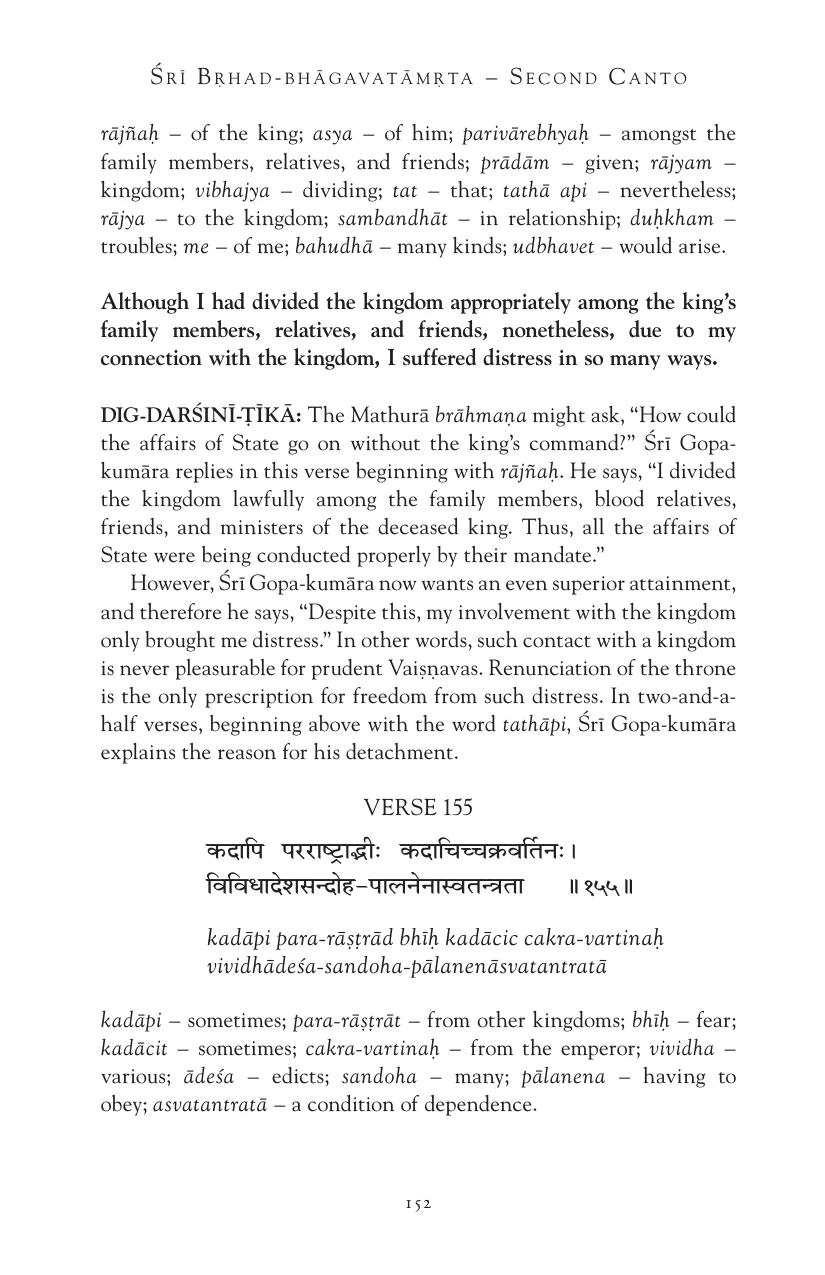 Śrī Bṛhad-bhāgavatāmṛta – Second Canto
rājñaḥ – of the king; asya – of him; parivārebhyaḥ – amongst the
family members, relatives, and friends; prādām – given; rājyam –
kingdom; vibhajya – dividing; tat – that; tathā api – nevertheless;
rājya – to the kingdom; sambandhāt – in relationship; duḥkham –
troubles; me – of me; bahudhā – many kinds; udbhavet – would arise.
Although I had divided the kingdom appropriately among the king’s
family members, relatives, and friends, nonetheless, due to my
connection with the kingdom, I suffered distress in so many ways.
DIG-DARŚINĪ-ṬĪKĀ: The Mathurā brāhmaṇa might ask, “How could
the affairs of State go on without the king’s command?” Śrī Gopa-
kumāra replies in this verse beginning with rājñaḥ. He says, “I divided
the kingdom lawfully among the family members, blood relatives,
friends, and ministers of the deceased king. Thus, all the affairs of
State were being conducted properly by their mandate.”
However, Śrī Gopa-kumāra now wants an even superior attainment,
and therefore he says, “Despite this, my involvement with the kingdom
only brought me distress.” In other words, such contact with a kingdom
is never pleasurable for prudent Vaiṣṇavas. Renunciation of the throne
is the only prescription for freedom from such distress. In two-and-a-
half verses, beginning above with the word tathāpi, Śrī Gopa-kumāra
explains the reason for his detachment.
VERSE 155
कदापि परराष्ट्राद्भीः कदाचिच्चक्रवर्तिनः।
विविधादेशसन्दोह-पालनेनास्वतन्त्रता ॥१५५॥
kadāpi para-rāṣṭrād bhīḥ kadācic cakra-vartinaḥ
vividhādeśa-sandoha-pālanenāsvatantratā
kadāpi – sometimes; para-rāṣṭrāt – from other kingdoms; bhīḥ – fear;
kadācit – sometimes; cakra-vartinaḥ – from the emperor; vividha –
various; ādeśa – edicts; sandoha – many; pālanena – having to
obey; asvatantratā – a condition of dependence.
152